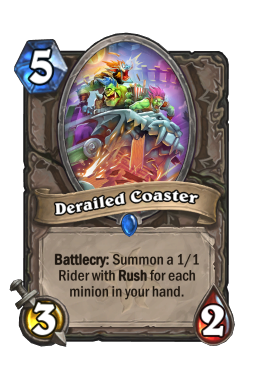 5
Derailed Coaster
Battlecry: Summon a 1/1
Rider with Rush for each
minion in your hand.
3
2